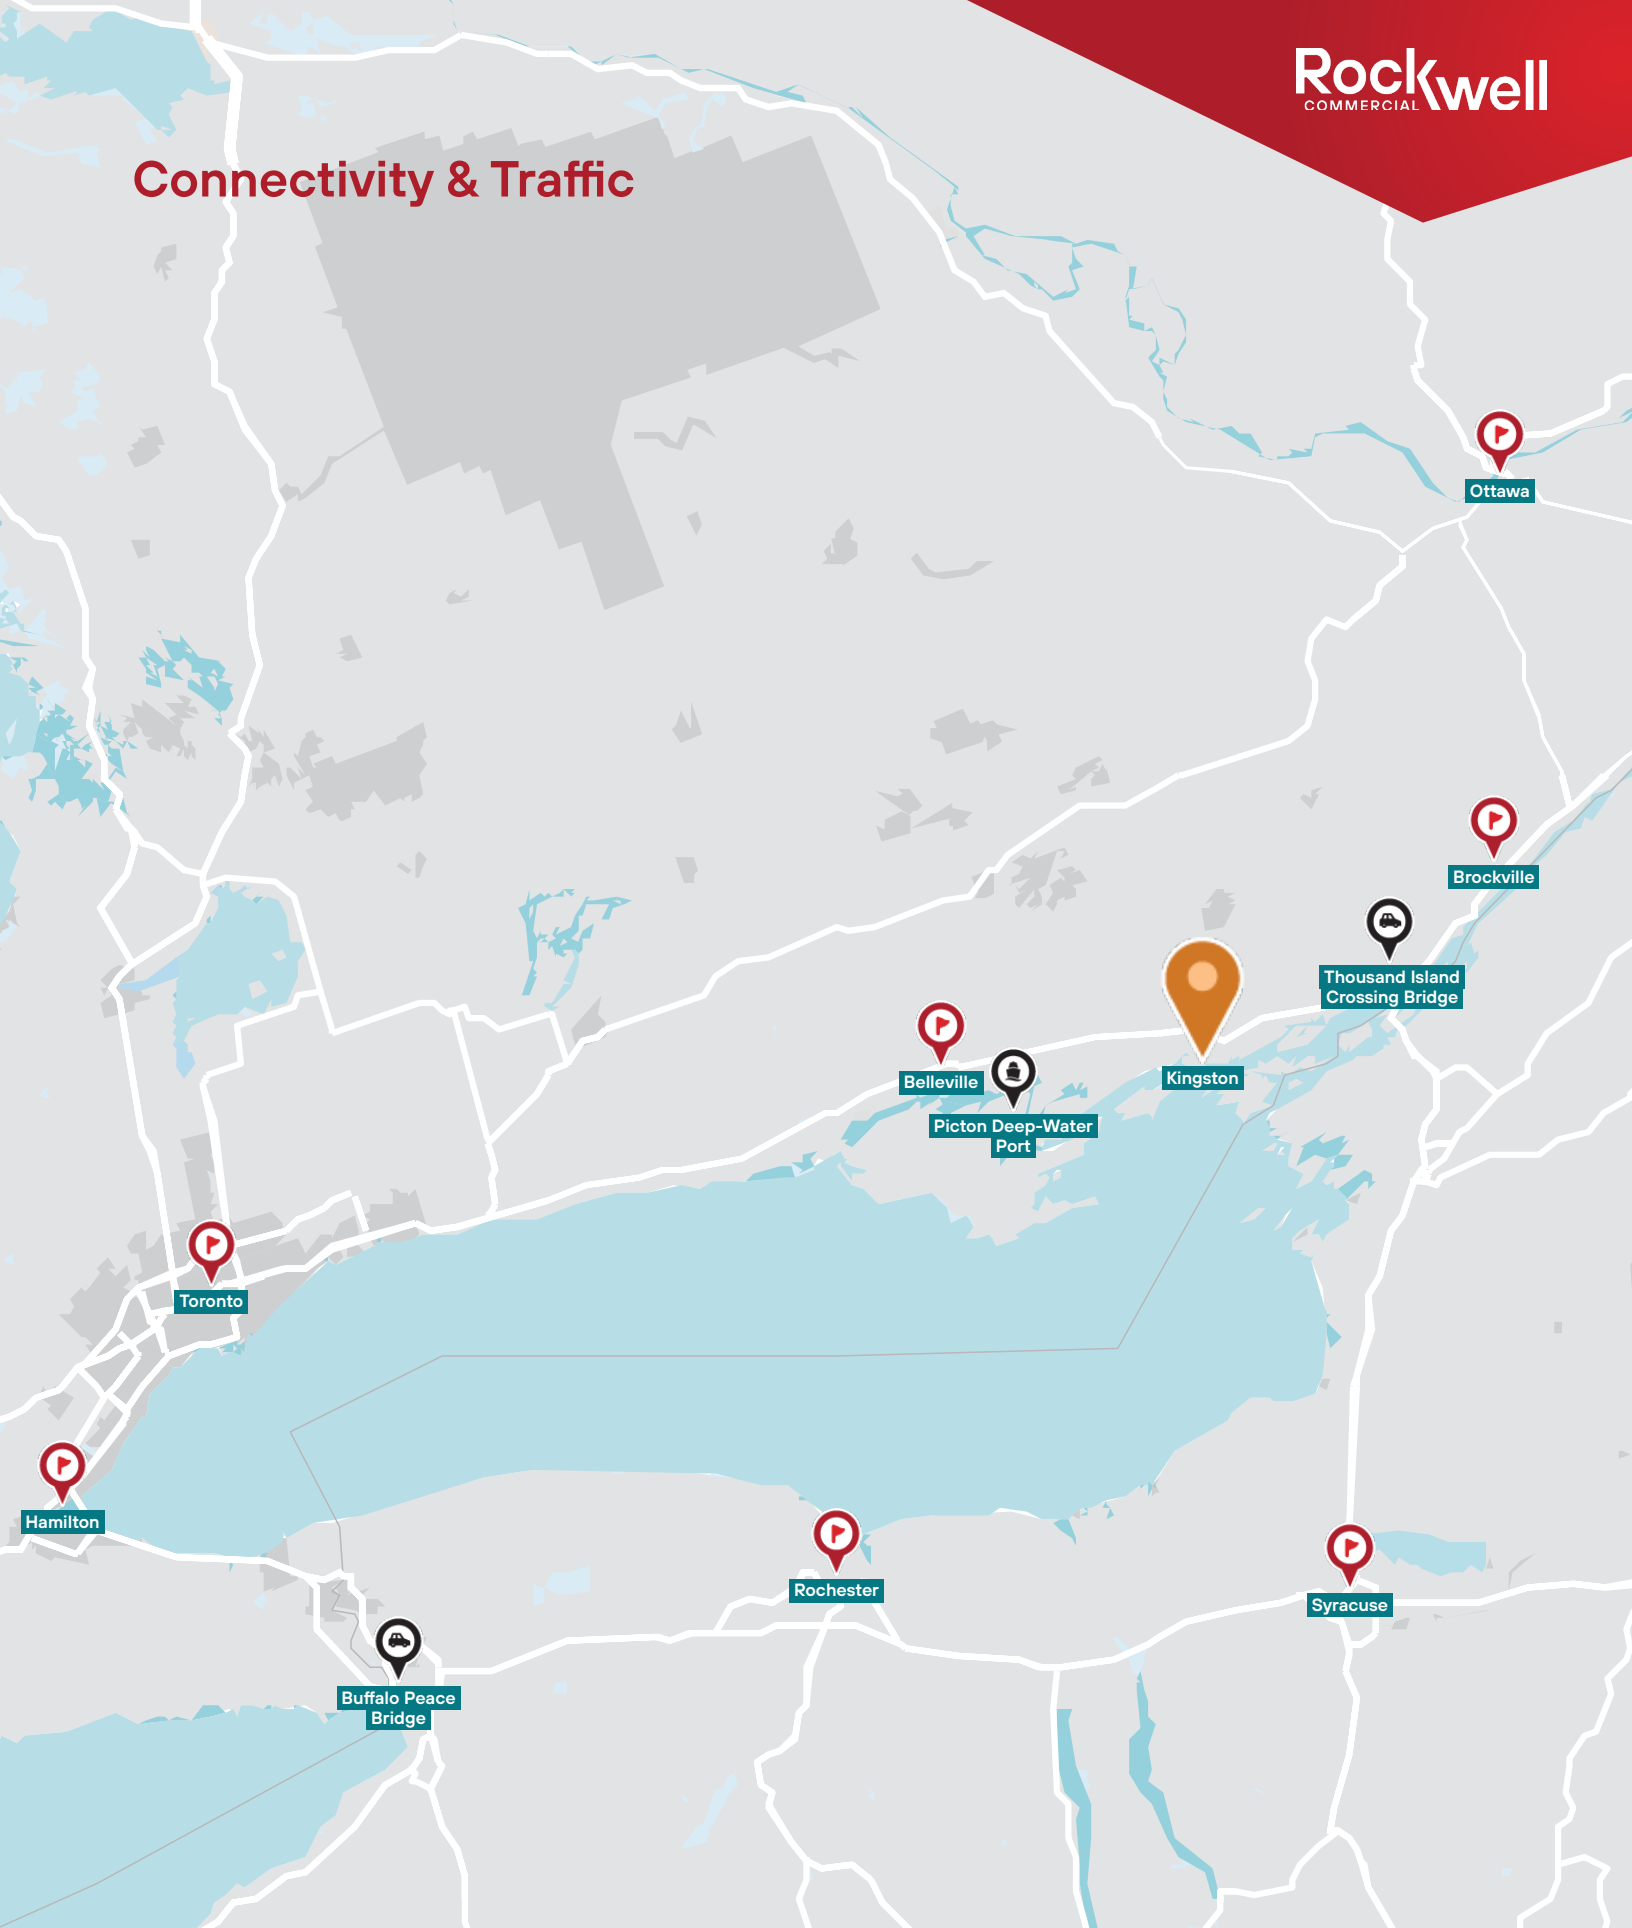 Rockwell
COMMERCIAL
Connectivity & Traffic
Ottawa
Brockville
Thousand Island
Crossing Bridge
Belleville
Kingston
Picton Deep-Water
Port
Toronto
Hamilton
Rochester
Syracuse
Buffalo Peace
Bridge